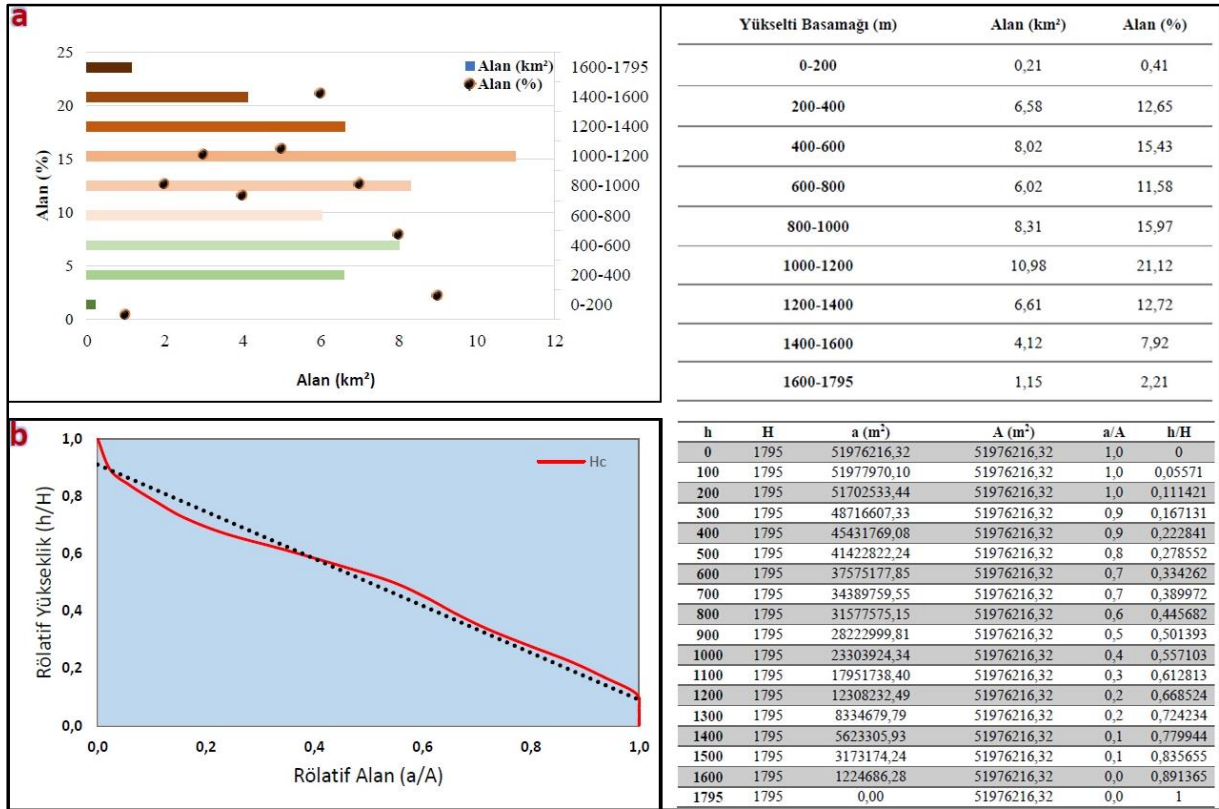 a
25
20
15
10
5
0
Alan (%)
Alan (km²)
Alan (%)
1600-1795
1400-1600
1200-1400
1000-1200
800-1000
600-800
400-600
200-400
0-200
0 2 4 6 8 10 12
Alan (km²)
Yükselti Basamağı (m) Alan (km²) Alan (%)
0-200 0,21 0,41
200-400 6,58 12,65
400-600 8,02 15,43
600-800 6,02 11,58
800-1000 8,31 15,97
1000-1200 10,98 21,12
1200-1400 6,61 12,72
1400-1600 4,12 7,92
1600-1795 1,15 2,21
b
1,0
0,8
0,6
0,4
0,2
0,0
Rölatif Yükseklik (h/H)
Hc
0,0 0,2 0,4 0,6 0,8 1,0
Rölatif Alan (a/A)
h H a (m²) A (m²) a/A h/H
0 1795 51976216,32 51976216,32 1,0 0
100 1795 51977970,10 51976216,32 1,0 0,05571
200 1795 51702533,44 51976216,32 1,0 0,111421
300 1795 48716607,33 51976216,32 0,9 0,167131
400 1795 45431769,08 51976216,32 0,9 0,222841
500 1795 41422822,24 51976216,32 0,8 0,278552
600 1795 37575177,85 51976216,32 0,7 0,334262
700 1795 34389759,55 51976216,32 0,7 0,389972
800 1795 31577575,15 51976216,32 0,6 0,445682
900 1795 28222999,81 51976216,32 0,5 0,501393
1000 1795 23303924,34 51976216,32 0,4 0,557103
1100 1795 17951738,40 51976216,32 0,3 0,612813
1200 1795 12308232,49 51976216,32 0,2 0,668524
1300 1795 8334679,79 51976216,32 0,2 0,724234
1400 1795 5623305,93 51976216,32 0,1 0,779944
1500 1795 3173174,24 51976216,32 0,1 0,835655
1600 1795 1224686,28 51976216,32 0,0 0,891365
1795 1795 0,00 51976216,32 0,0 1